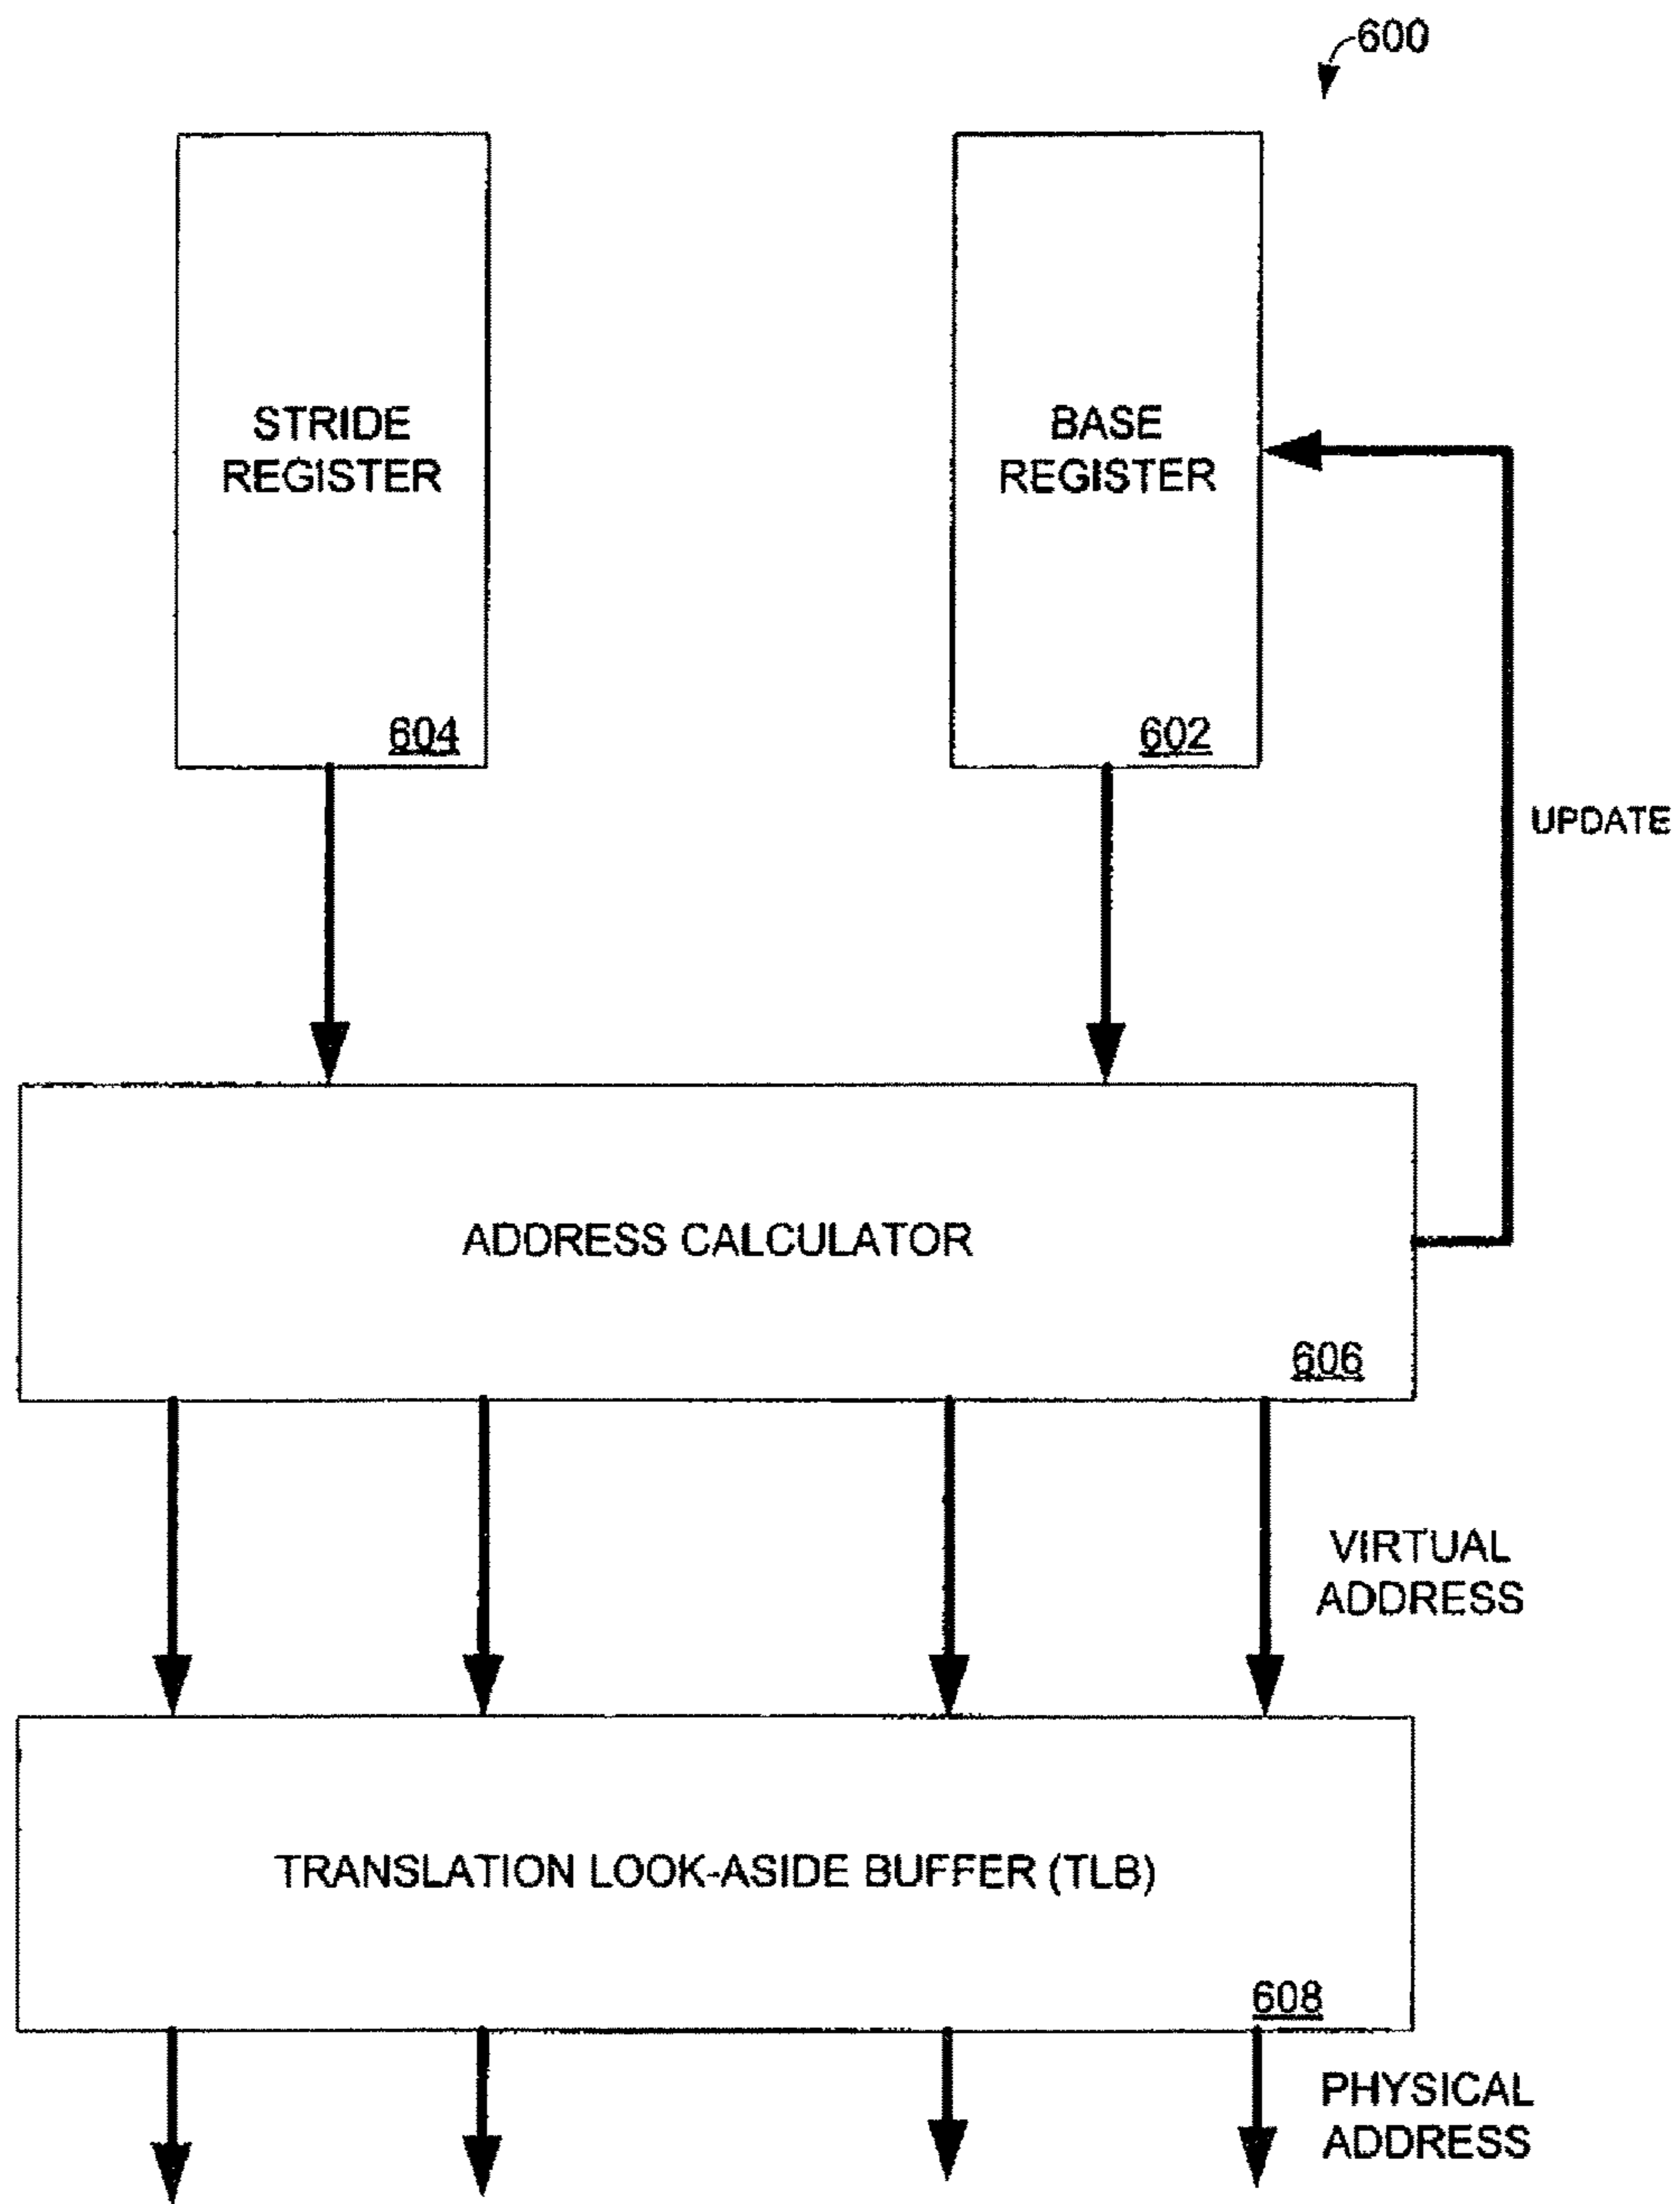 600
STRIDE
REGISTER
604
BASE
REGISTER
602
UPDATE
ADDRESS CALCULATOR
606
VIRTUAL
ADDRESS
TRANSLATION LOOK-ASIDE BUFFER (TLB)
608
PHYSICAL
ADDRESS